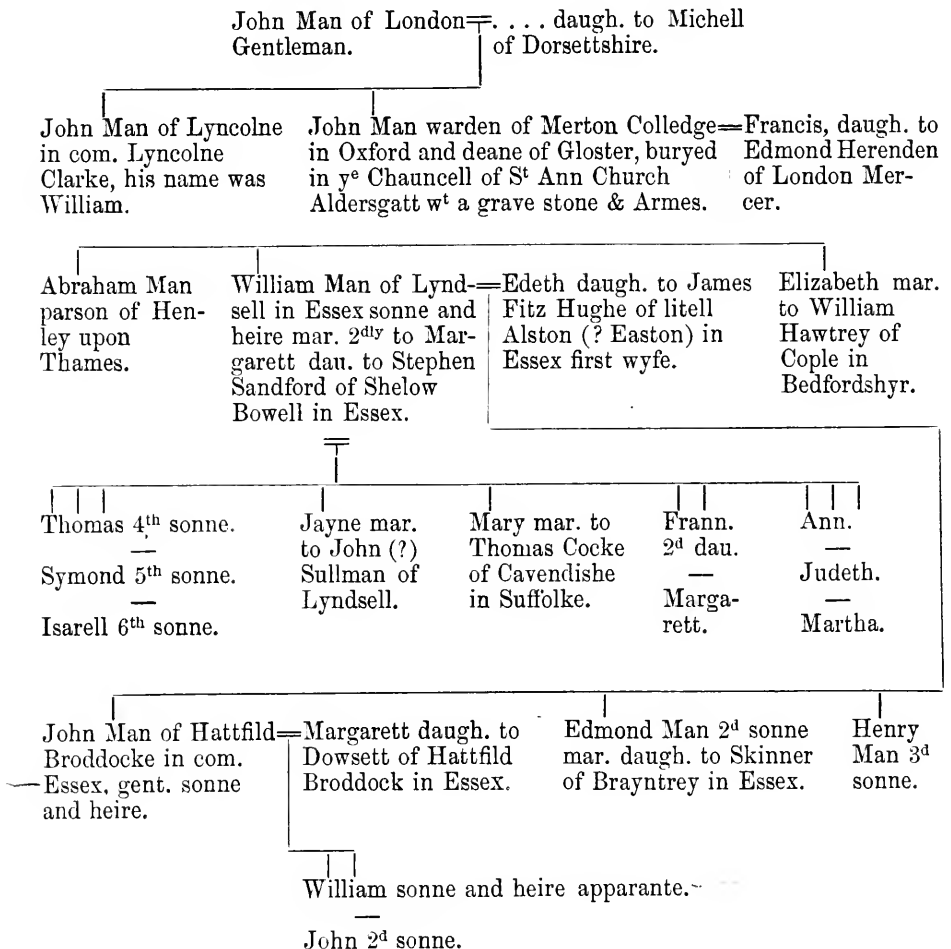 John Man of London=. . . . daugh. to Michell
Gentleman. of Dorsettshire.
John Man of Lyncolne
in com. Lyncolne
Clarke, his name was
William.
John Man warden of Merton Colledge=
in Oxford and deane of Gloster, buryed
in yᵉ Chauncell of Sᵗ Ann Church
Aldersgatt wᵗ a grave stone & Armes.
Francis, daugh. to
Edmond Herenden
of London Mer-
cer.
Abraham Man
parson of Hen-
ley upon
Thames.
William Man of Lynd-=
sell in Essex sonne and
heire mar. 2ᵈˡʸ to Mar-
garett dau. to Stephen
Sandford of Shelow
Bowell in Essex.
Edeth daugh. to James
Fitz Hughe of litell
Alston (? Easton) in
Essex first wyfe.
Elizabeth mar.
to William
Hawtrey of
Cople in
Bedfordshyr.
Thomas 4ᵗʰ sonne.
—
Symond 5ᵗʰ sonne.
—
Isarell 6ᵗʰ sonne.
Jayne mar.
to John (?)
Sullman of
Lyndsell.
Mary mar. to
Thomas Cocke
of Cavendishe
in Suffolke.
Frann.
2ᵈ dau.
—
Marga-
rett.
Ann.
—
Judeth.
—
Martha.
John Man of Hattfild=
Broddocke in com.
Essex, gent. sonne
and heire.
Margarett daugh. to
Dowsett of Hattfild
Broddock in Essex.
Edmond Man 2ᵈ sonne
mar. daugh. to Skinner
of Brayntrey in Essex.
Henry
Man 3ᵈ
sonne.
William sonne and heire apparante.
—
John 2ᵈ sonne.